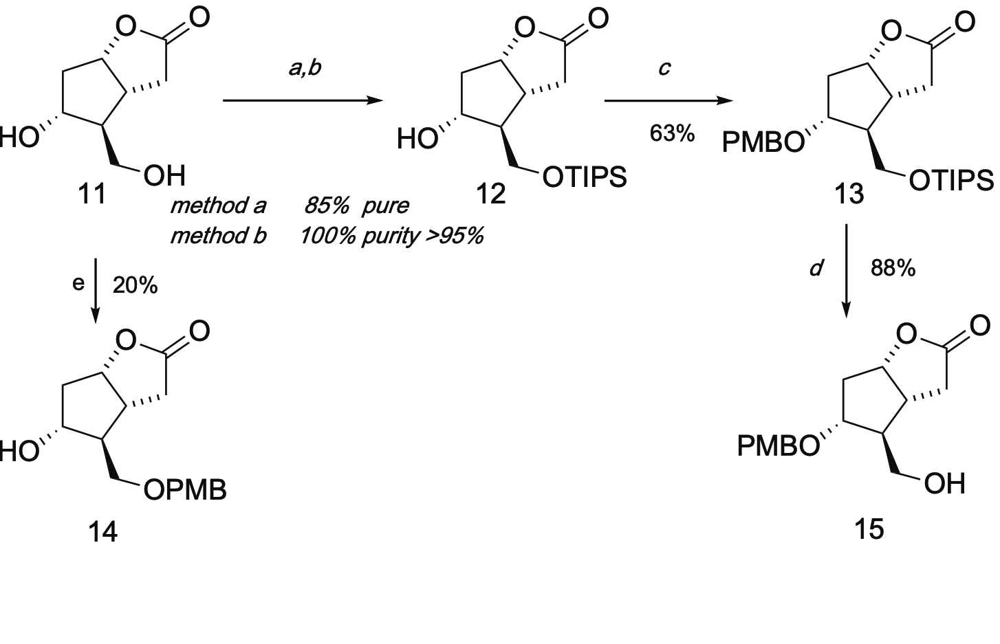 O O
HO
OH
11
a,b
O O
HO
OTIPS
12
c
63%
O O
PMBO
OTIPS
13
method a 85% pure
method b 100% purity >95%
e 20%
d 88%
O O
HO
OPMB
14
O O
PMBO
OH
15